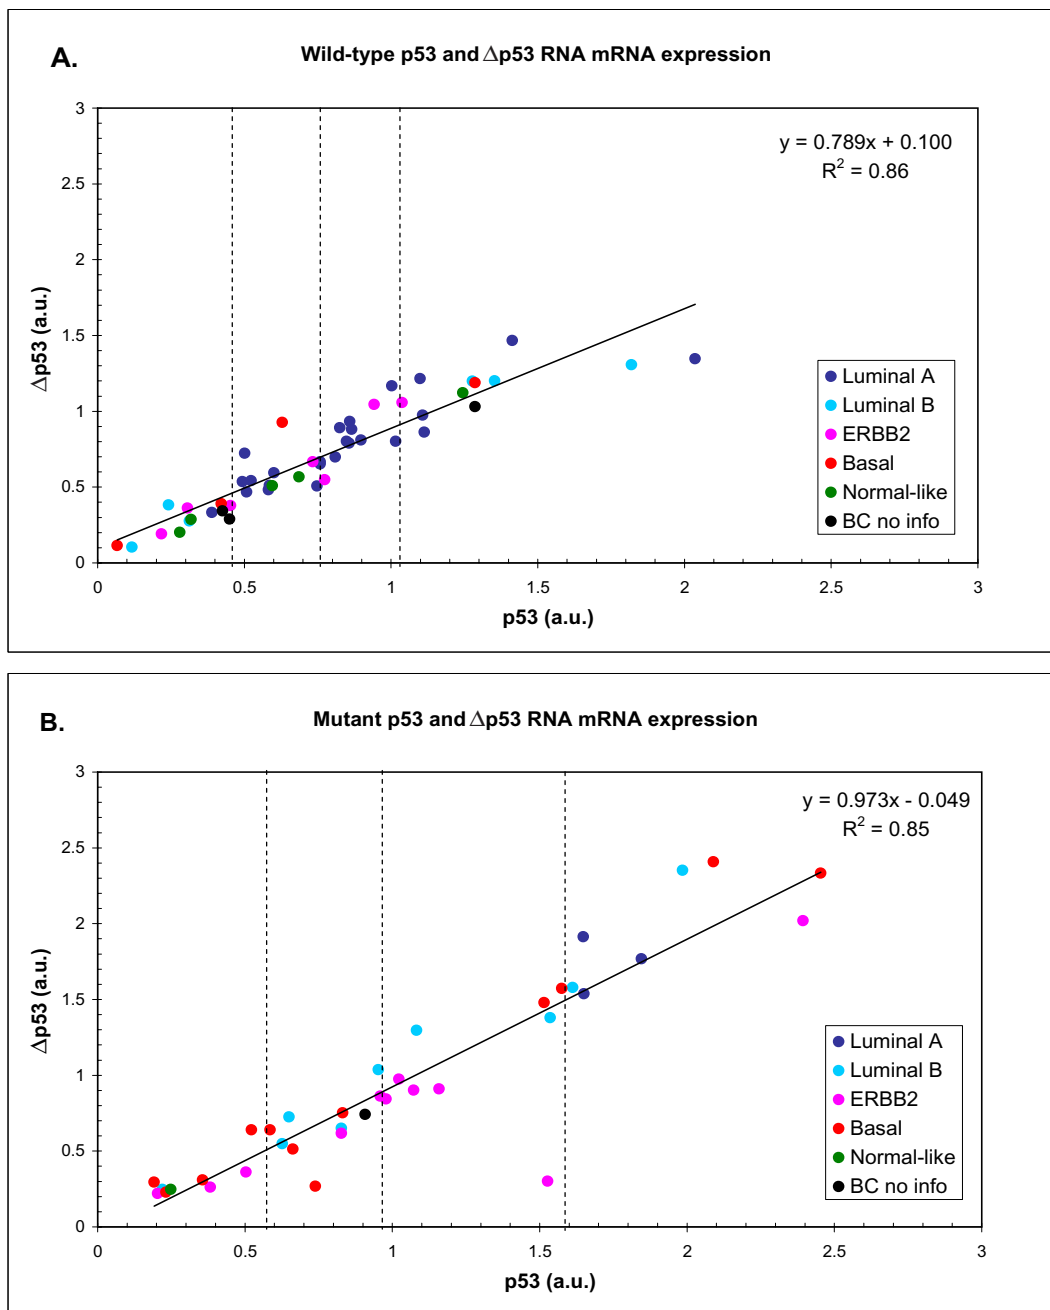 A.
Wild-type p53 and Δp53 RNA mRNA expression
3
2.5
2
1.5
1
0.5
0
y = 0.789x + 0.100
R² = 0.86
Δp53 (a.u.)
Luminal A
Luminal B
ERBB2
Basal
Normal-like
BC no info
0 0.5 1 1.5 2 2.5 3
p53 (a.u.)
B.
Mutant p53 and Δp53 RNA mRNA expression
3
2.5
2
1.5
1
0.5
0
y = 0.973x - 0.049
R² = 0.85
Δp53 (a.u.)
Luminal A
Luminal B
ERBB2
Basal
Normal-like
BC no info
0 0.5 1 1.5 2 2.5 3
p53 (a.u.)